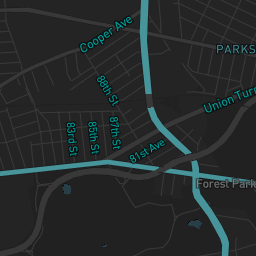 Cooper Ave
PARKS
88th St
Union Turn
83rd St
85th St
87th St
81st Ave
Forest Park